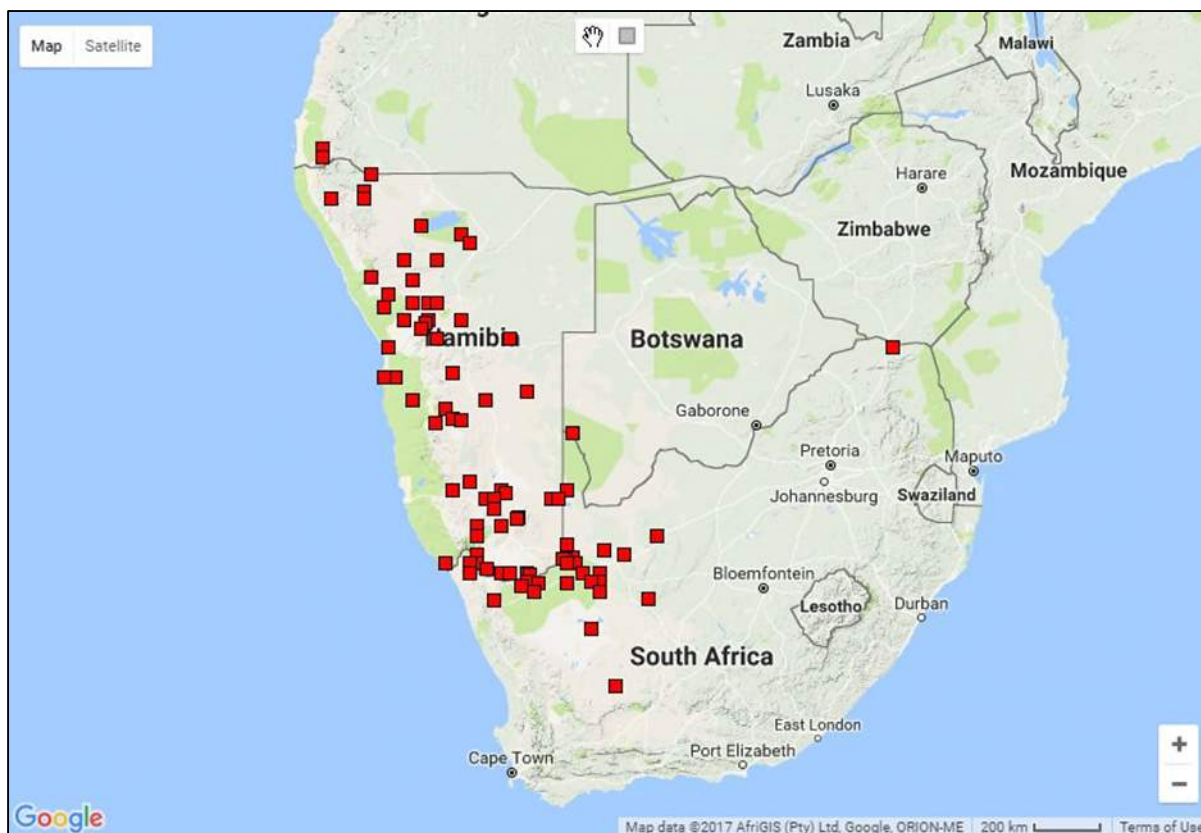 Map
Satellite
Zambia
Malawi
Lusaka
Harare
Mozambique
Zimbabwe
Botswana
Gaborone
Pretoria
Maputo
Johannesburg
Swaziland
Bloemfontein
Lesotho
Durban
South Africa
East London
Port Elizabeth
Cape Town
+
−
Google
Map data ©2017 AfriGIS (Pty) Ltd, Google, ORION-ME
200 km
Terms of Use